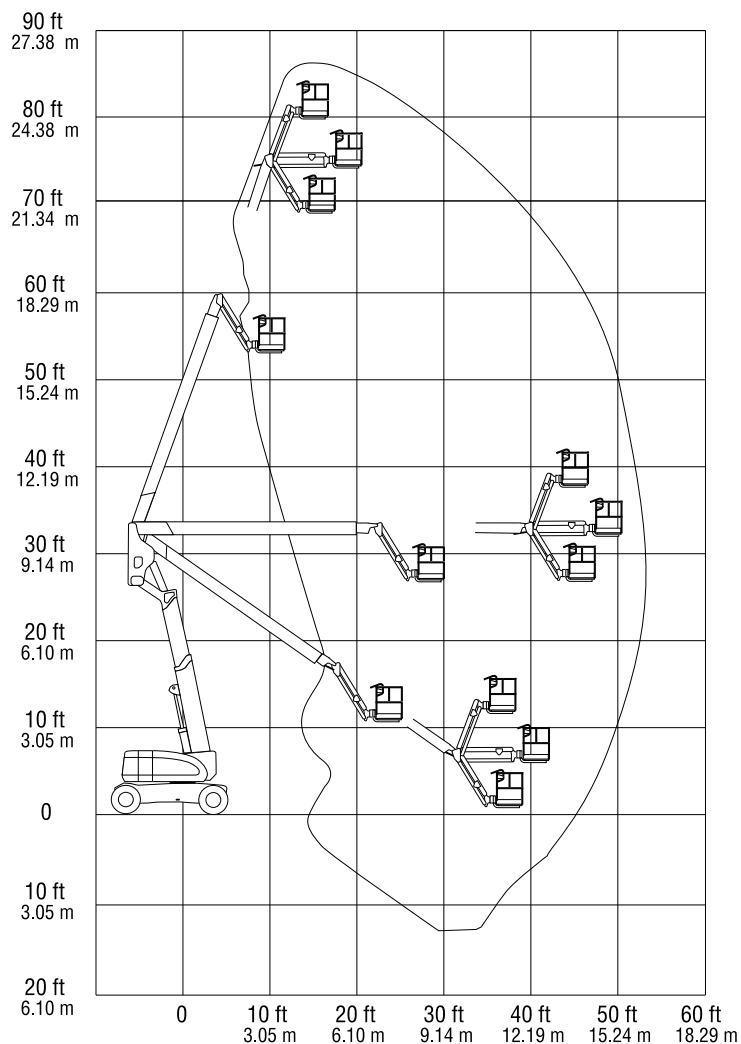 90 ft
27.38 m
80 ft
24.38 m
70 ft
21.34 m
60 ft
18.29 m
50 ft
15.24 m
40 ft
12.19 m
30 ft
9.14 m
20 ft
6.10 m
10 ft
3.05 m
0
10 ft
3.05 m
20 ft
6.10 m
0 10 ft 20 ft 30 ft 40 ft 50 ft 60 ft
3.05 m 6.10 m 9.14 m 12.19 m 15.24 m 18.29 m